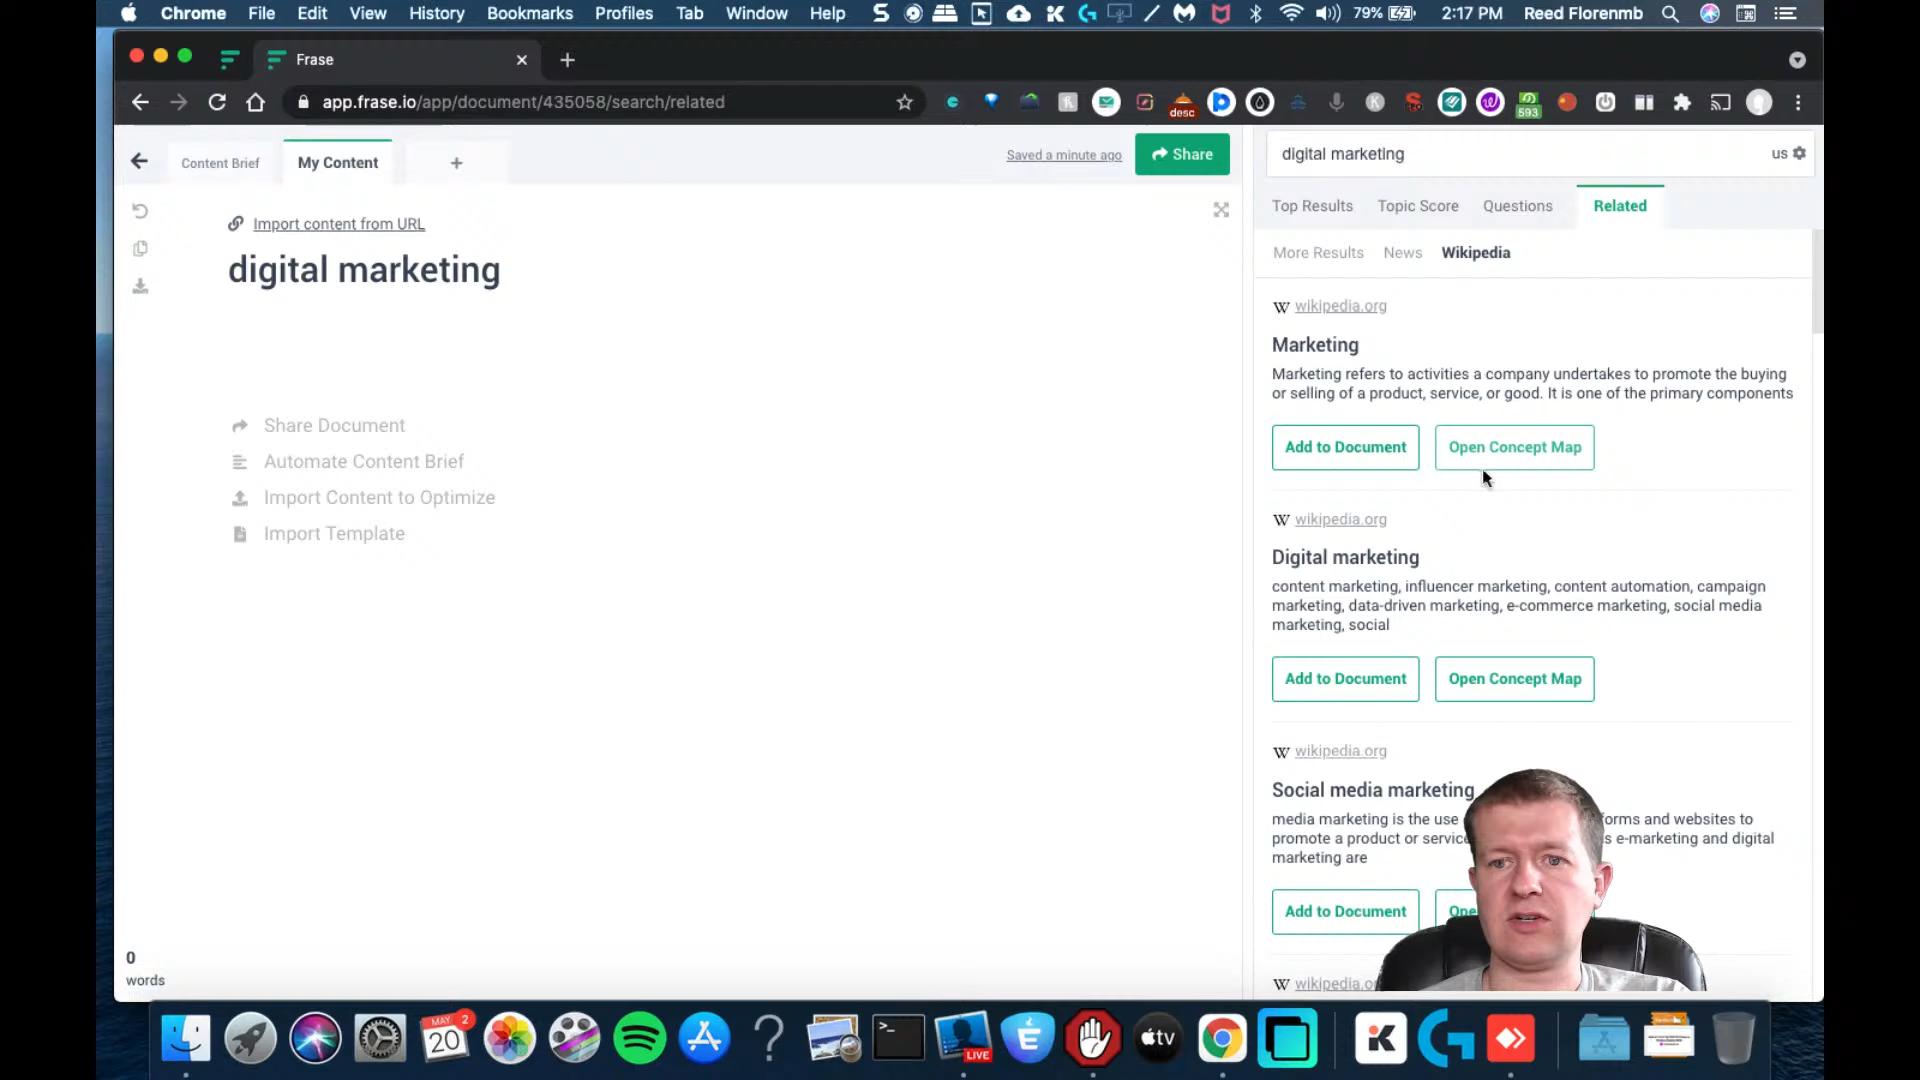 Chrome File Edit View History Bookmarks Profiles Tab Window Help 79% 2:17 PM Reed Florenmb
Frase
app.frase.io/app/document/435058/search/related
desc
593
Content Brief
My Content
Saved a minute ago
Share
digital marketing
us
Top Results
Topic Score
Questions
Related
Import content from URL
More Results
News
Wikipedia
digital marketing
wikipedia.org
Marketing
Marketing refers to activities a company undertakes to promote the buying
or selling of a product, service, or good. It is one of the primary components
Add to Document
Open Concept Map
Share Document
Automate Content Brief
Import Content to Optimize
Import Template
wikipedia.org
Digital marketing
content marketing, influencer marketing, content automation, campaign
marketing, data-driven marketing, e-commerce marketing, social media
marketing, social
Add to Document
Open Concept Map
wikipedia.org
Social media marketing
media marketing is the use
promote a product or
e-marketing and digital
marketing are
Add to Document
0
words
MAY
2
20
LIVE
tv